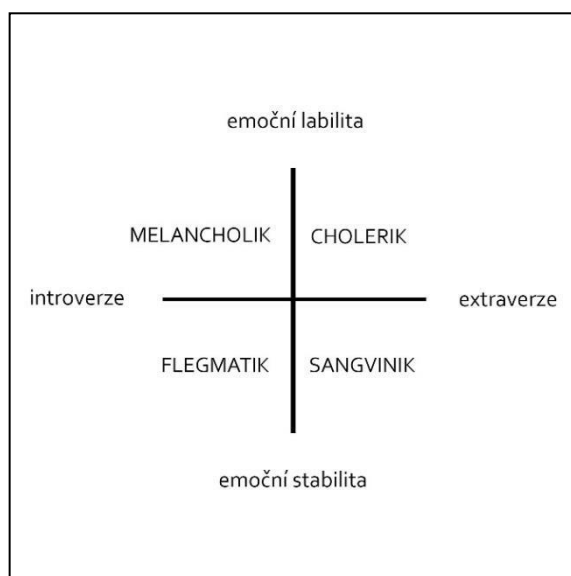 emoční labilita
MELANCHOLIK CHOLERIK
introverze extraverze
FLEGMATIK SANGVINIK
emoční stabilita